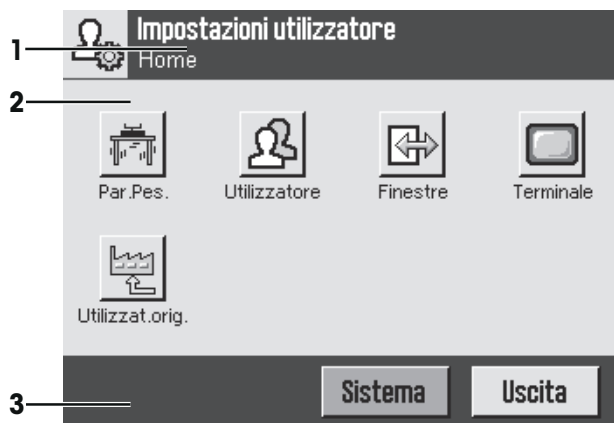 Impostazioni utilizzatore
1
Home
2
Par.Pes. Utilizzatore Finestre Terminale
Utilizzat.orig.
3
Sistema Uscita